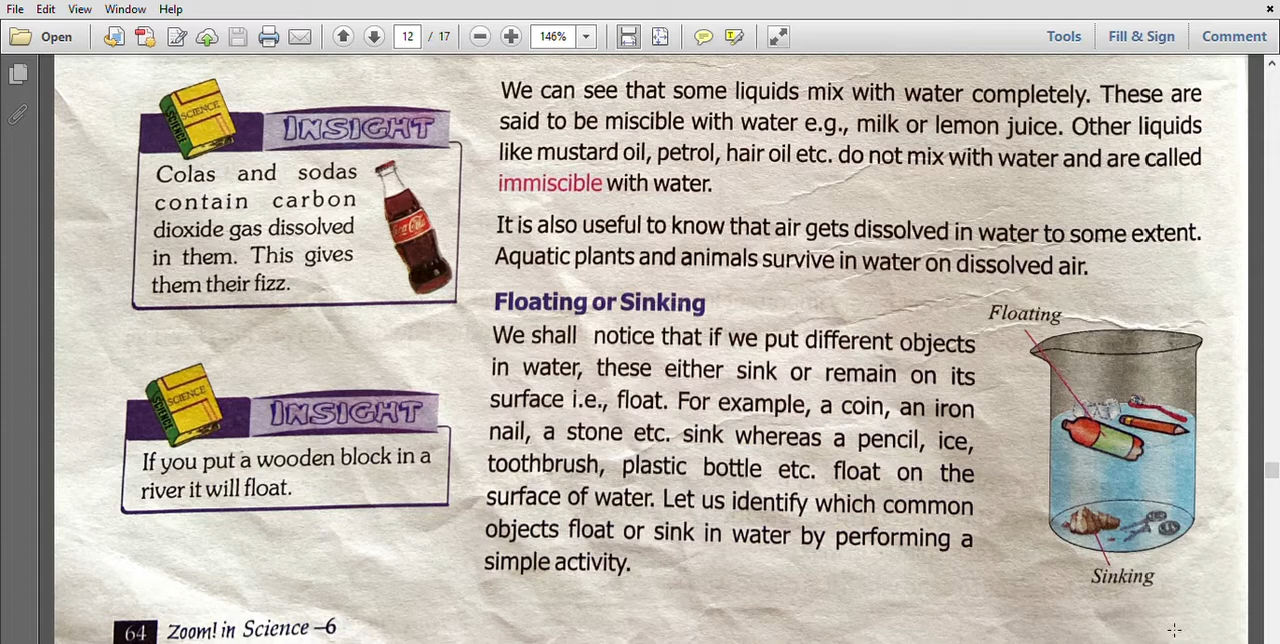 File Edit View Window Help
Open
12 / 17
146%
Tools Fill & Sign Comment
SCIENCE
SCIENCE
INSIGHT
Colas and sodas
contain carbon
dioxide gas dissolved
in them. This gives
them their fizz.
Coca-Cola
We can see that some liquids mix with water completely. These are
said to be miscible with water e.g., milk or lemon juice. Other liquids
like mustard oil, petrol, hair oil etc. do not mix with water and are called
immiscible with water.
It is also useful to know that air gets dissolved in water to some extent.
Aquatic plants and animals survive in water on dissolved air.
SCIENCE
SCIENCE
INSIGHT
If you put a wooden block in a
river it will float.
Floating or Sinking
We shall notice that if we put different objects
in water, these either sink or remain on its
surface i.e., float. For example, a coin, an iron
nail, a stone etc. sink whereas a pencil, ice,
toothbrush, plastic bottle etc. float on the
surface of water. Let us identify which common
objects float or sink in water by performing a
simple activity.
Floating
Sinking
64 Zoom! in Science –6